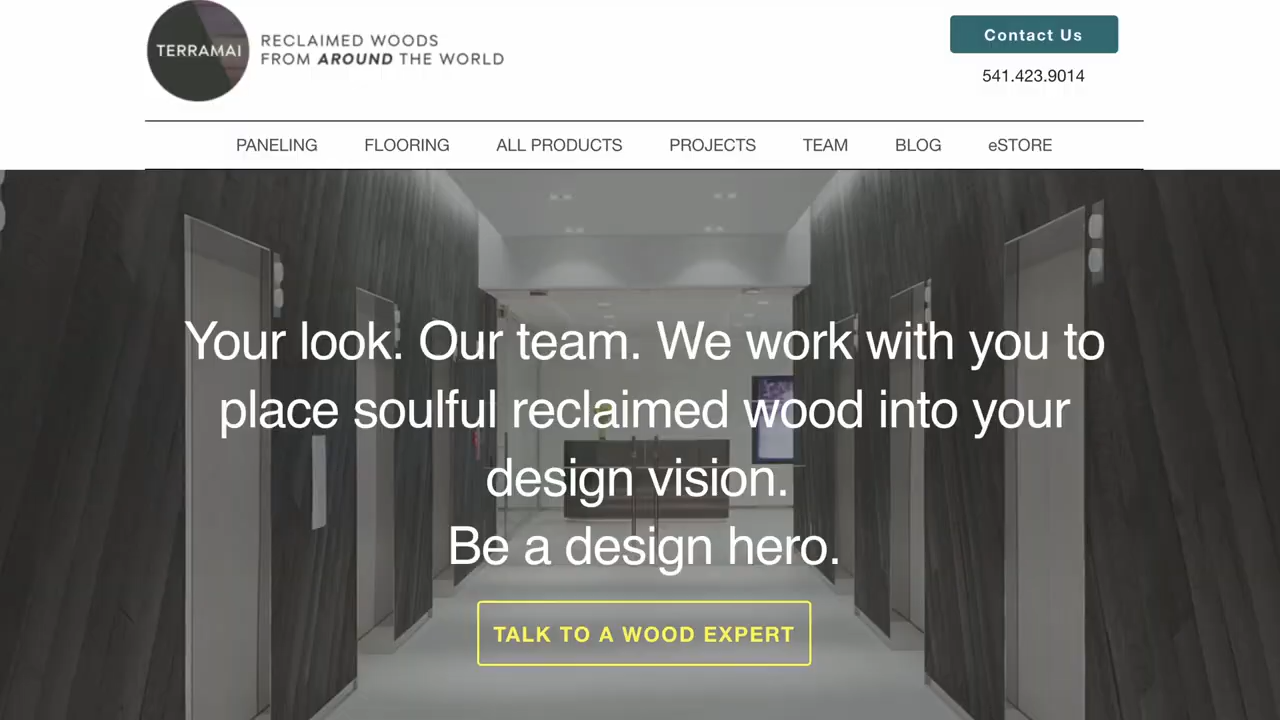 TERRAMAI
RECLAIMED WOODS
FROM AROUND THE WORLD
Contact Us
541.423.9014
PANELING FLOORING ALL PRODUCTS PROJECTS TEAM BLOG eSTORE
Your look. Our team. We work with you to
place soulful reclaimed wood into your
design vision.
Be a design hero.
TALK TO A WOOD EXPERT